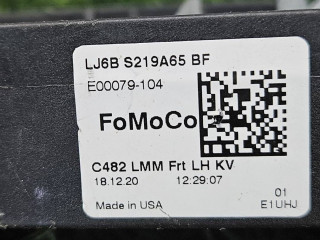 LJ6B S219A65 BF
E00079-104
FoMoCo
C482 LMM Frt LH KV
18.12.20 12:29:07
01
Made in USA E1UHJ